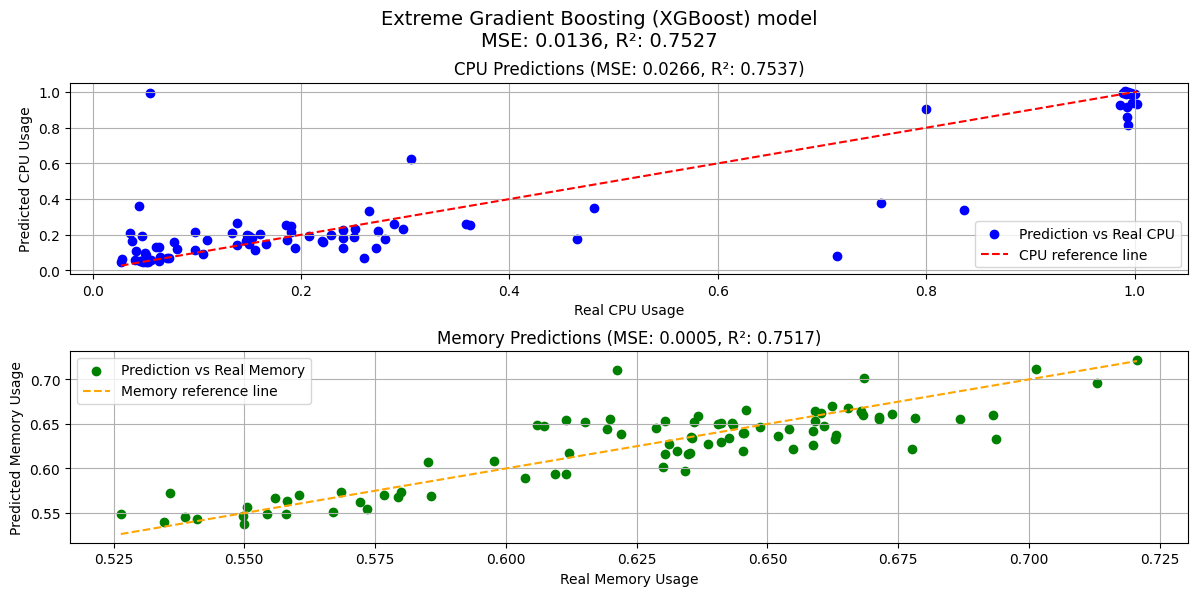 Extreme Gradient Boosting (XGBoost) model
MSE: 0.0136, R²: 0.7527
CPU Predictions (MSE: 0.0266, R²: 0.7537)
Predicted CPU Usage
1.0
0.8
0.6
0.4
0.2
0.0
Prediction vs Real CPU
CPU reference line
0.0 0.2 0.4 0.6 0.8 1.0
Real CPU Usage
Memory Predictions (MSE: 0.0005, R²: 0.7517)
Predicted Memory Usage
0.70
0.65
0.60
0.55
Prediction vs Real Memory
Memory reference line
0.525 0.550 0.575 0.600 0.625 0.650 0.675 0.700 0.725
Real Memory Usage